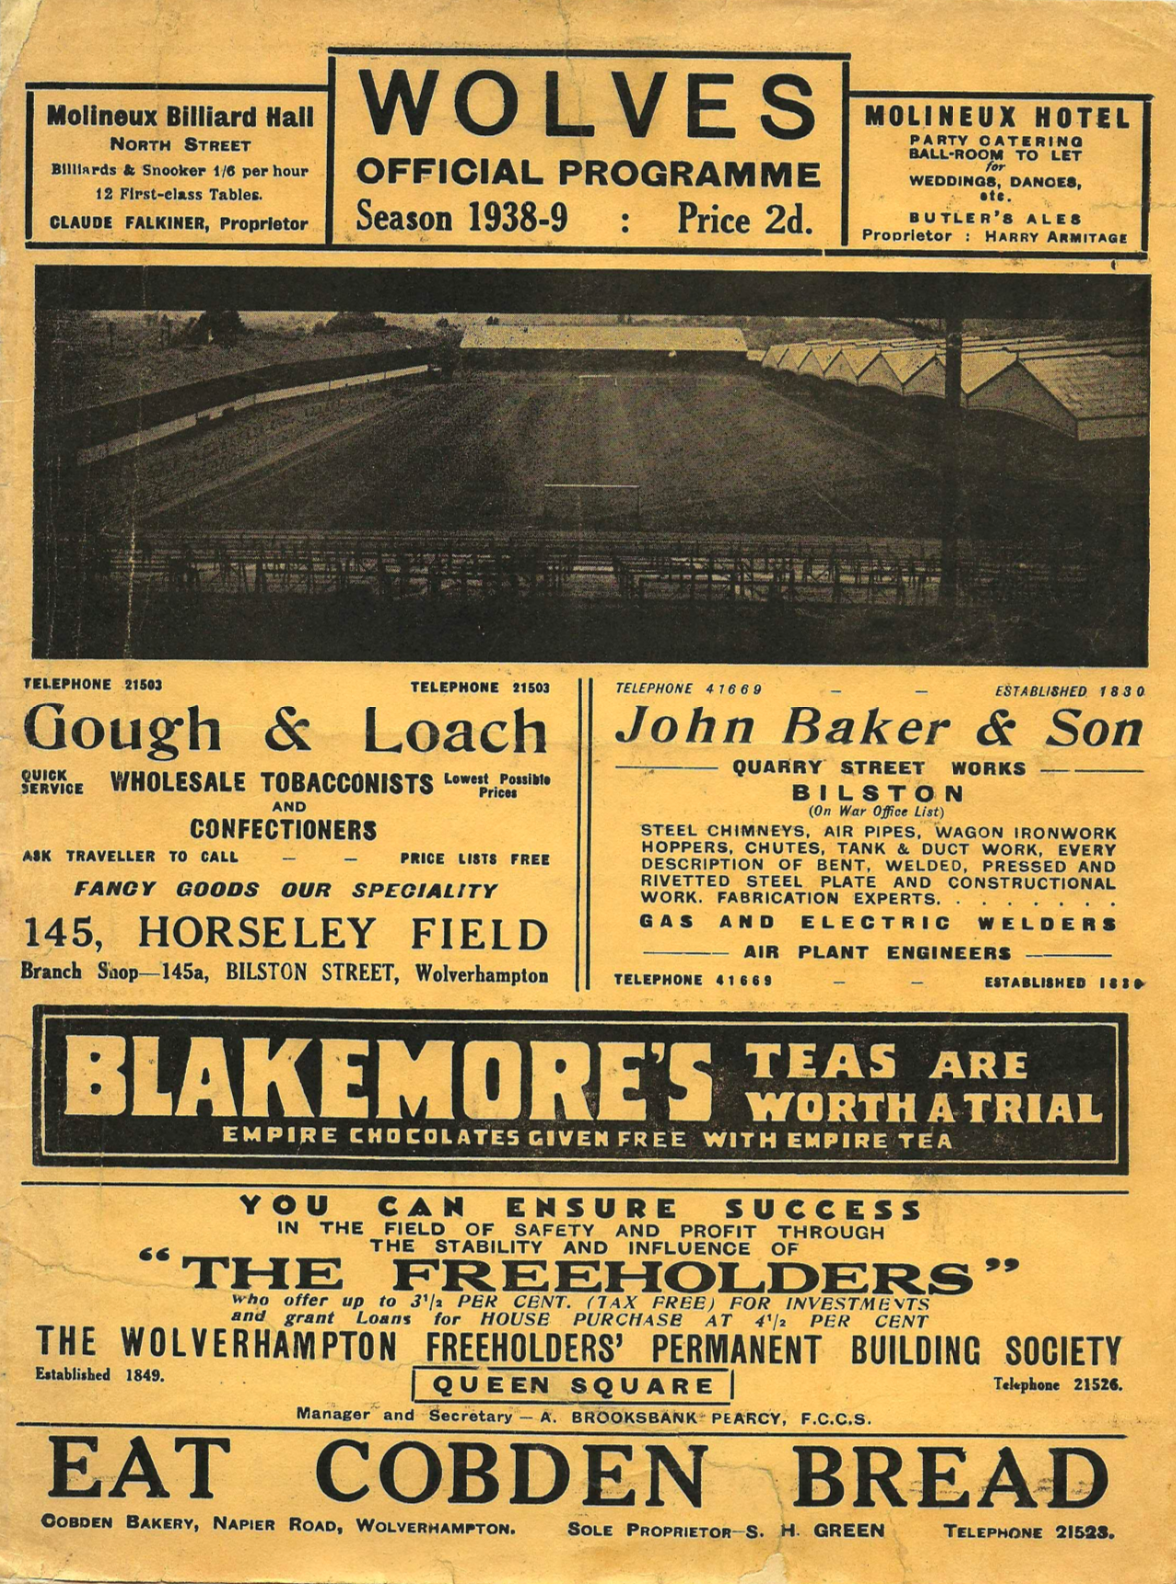 Molineux Billiard Hall
NORTH STREET
Billiards & Snooker 1/6 per hour
12 First-class Tables.
CLAUDE FALKINER, Proprietor
WOLVES
OFFICIAL PROGRAMME
Season 1938-9 : Price 2d.
MOLINEUX HOTEL
PARTY CATERING
BALL-ROOM TO LET
for
WEDDINGS, DANCES,
etc.
BUTLER'S ALES
Proprietor : HARRY ARMITAGE
TELEPHONE 21503 TELEPHONE 21503
Gough & Loach
QUICK SERVICE WHOLESALE TOBACCONISTS Lowest Possible Prices
AND
CONFECTIONERS
ASK TRAVELLER TO CALL – – PRICE LISTS FREE
FANCY GOODS OUR SPECIALITY
145, HORSELEY FIELD
Branch Shop—145a, BILSTON STREET, Wolverhampton
TELEPHONE 41669 – – ESTABLISHED 1830
John Baker & Son
QUARRY STREET WORKS
BILSTON
(On War Office List)
STEEL CHIMNEYS, AIR PIPES, WAGON IRONWORK
HOPPERS, CHUTES, TANK & DUCT WORK, EVERY
DESCRIPTION OF BENT, WELDED, PRESSED AND
RIVETTED STEEL PLATE AND CONSTRUCTIONAL
WORK. FABRICATION EXPERTS. . . . . . . .
GAS AND ELECTRIC WELDERS
AIR PLANT ENGINEERS
TELEPHONE 41669 – – ESTABLISHED 1830
BLAKEMORE'S TEAS ARE
WORTH A TRIAL
EMPIRE CHOCOLATES GIVEN FREE WITH EMPIRE TEA
YOU CAN ENSURE SUCCESS
IN THE FIELD OF SAFETY AND PROFIT THROUGH
THE STABILITY AND INFLUENCE OF
"THE FREEHOLDERS"
who offer up to 3½ PER CENT. (TAX FREE) FOR INVESTMENTS
and grant Loans for HOUSE PURCHASE AT 4½ PER CENT
THE WOLVERHAMPTON FREEHOLDERS' PERMANENT BUILDING SOCIETY
Established 1849. QUEEN SQUARE Telephone 21526.
Manager and Secretary — A. BROOKSBANK PEARCY, F.C.C.S.
EAT COBDEN BREAD
COBDEN BAKERY, NAPIER ROAD, WOLVERHAMPTON. SOLE PROPRIETOR—S. H. GREEN TELEPHONE 21523.